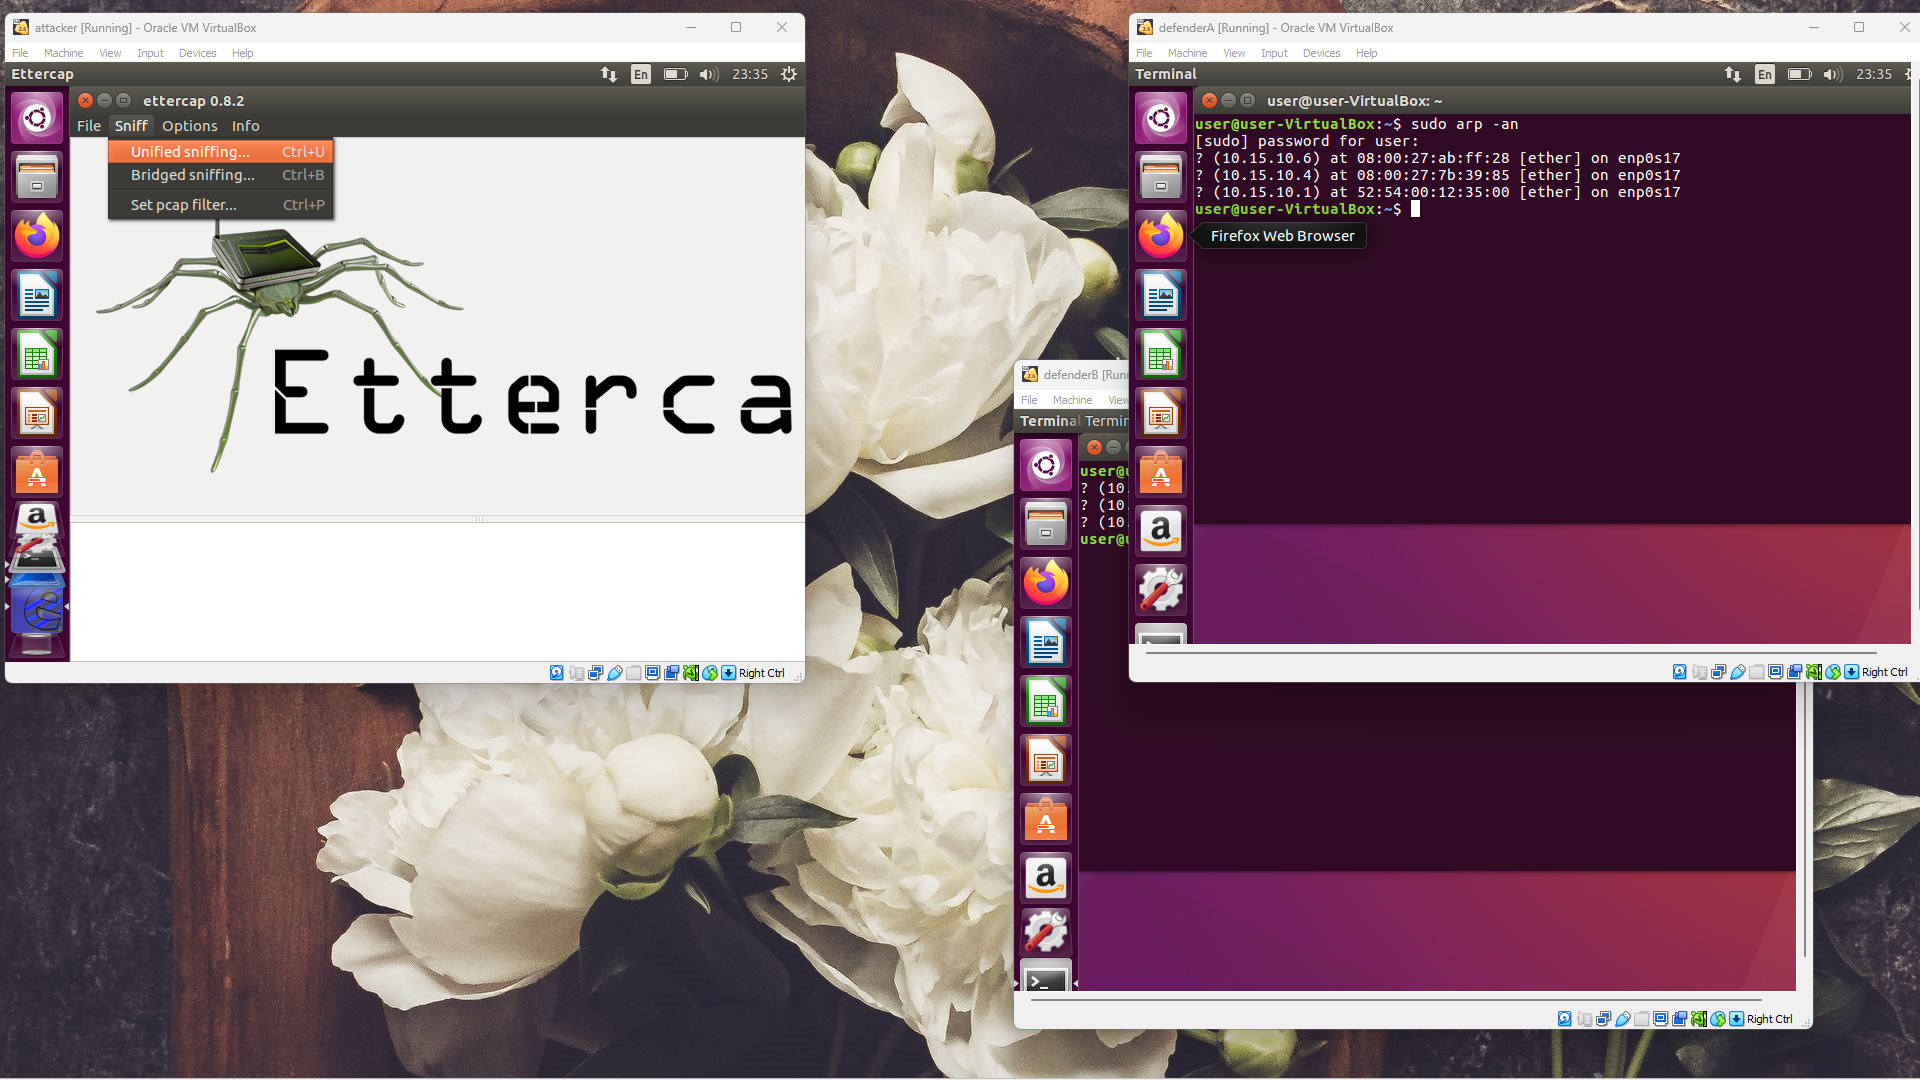 attacker [Running] - Oracle VM VirtualBox
File Machine View Input Devices Help
Ettercap
En
23:35
ettercap 0.8.2
File Sniff Options Info
Unified sniffing... Ctrl+U
Bridged sniffing... Ctrl+B
Set pcap filter... Ctrl+P
Etterca
Right Ctrl
defenderA [Running] - Oracle VM VirtualBox
File Machine View Input Devices Help
Terminal
En
23:35
user@user-VirtualBox: ~
user@user-VirtualBox:~$ sudo arp -an
[sudo] password for user:
? (10.15.10.6) at 08:00:27:ab:ff:28 [ether] on enp0s17
? (10.15.10.4) at 08:00:27:7b:39:85 [ether] on enp0s17
? (10.15.10.1) at 52:54:00:12:35:00 [ether] on enp0s17
user@user-VirtualBox:~$
Firefox Web Browser
Right Ctrl
defenderB [Runn
File Machine View
Terminal Termin
user@u
? (10.
? (10.
? (10.
user@u
Right Ctrl